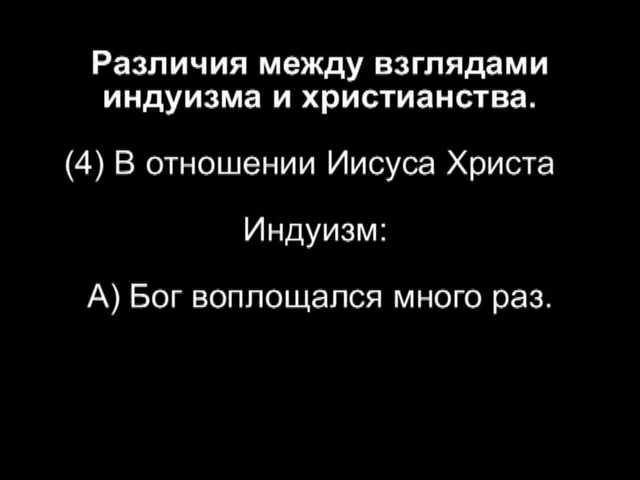 Различия между взглядами
индуизма и христианства.
(4) В отношении Иисуса Христа
Индуизм:
А) Бог воплощался много раз.